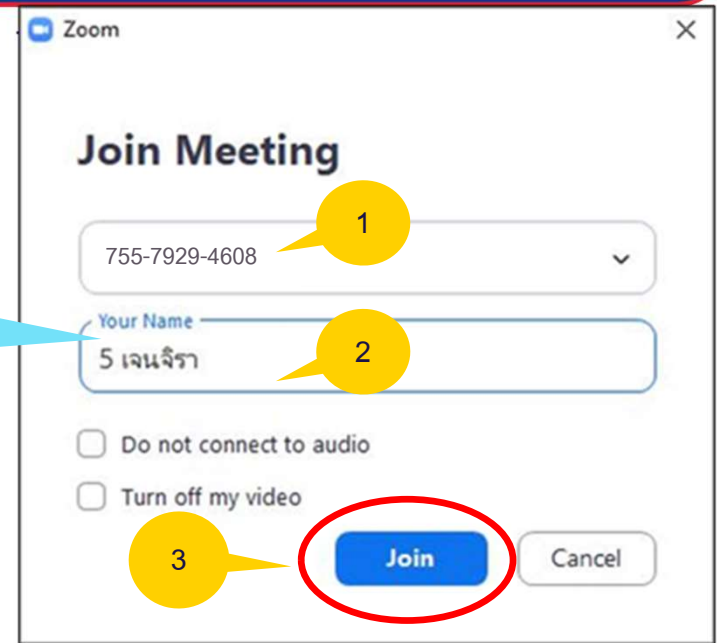 Zoom
Join Meeting
1
755-7929-4608
Your Name
5 เจนจิรา
2
Do not connect to audio
Turn off my video
3
Join
Cancel